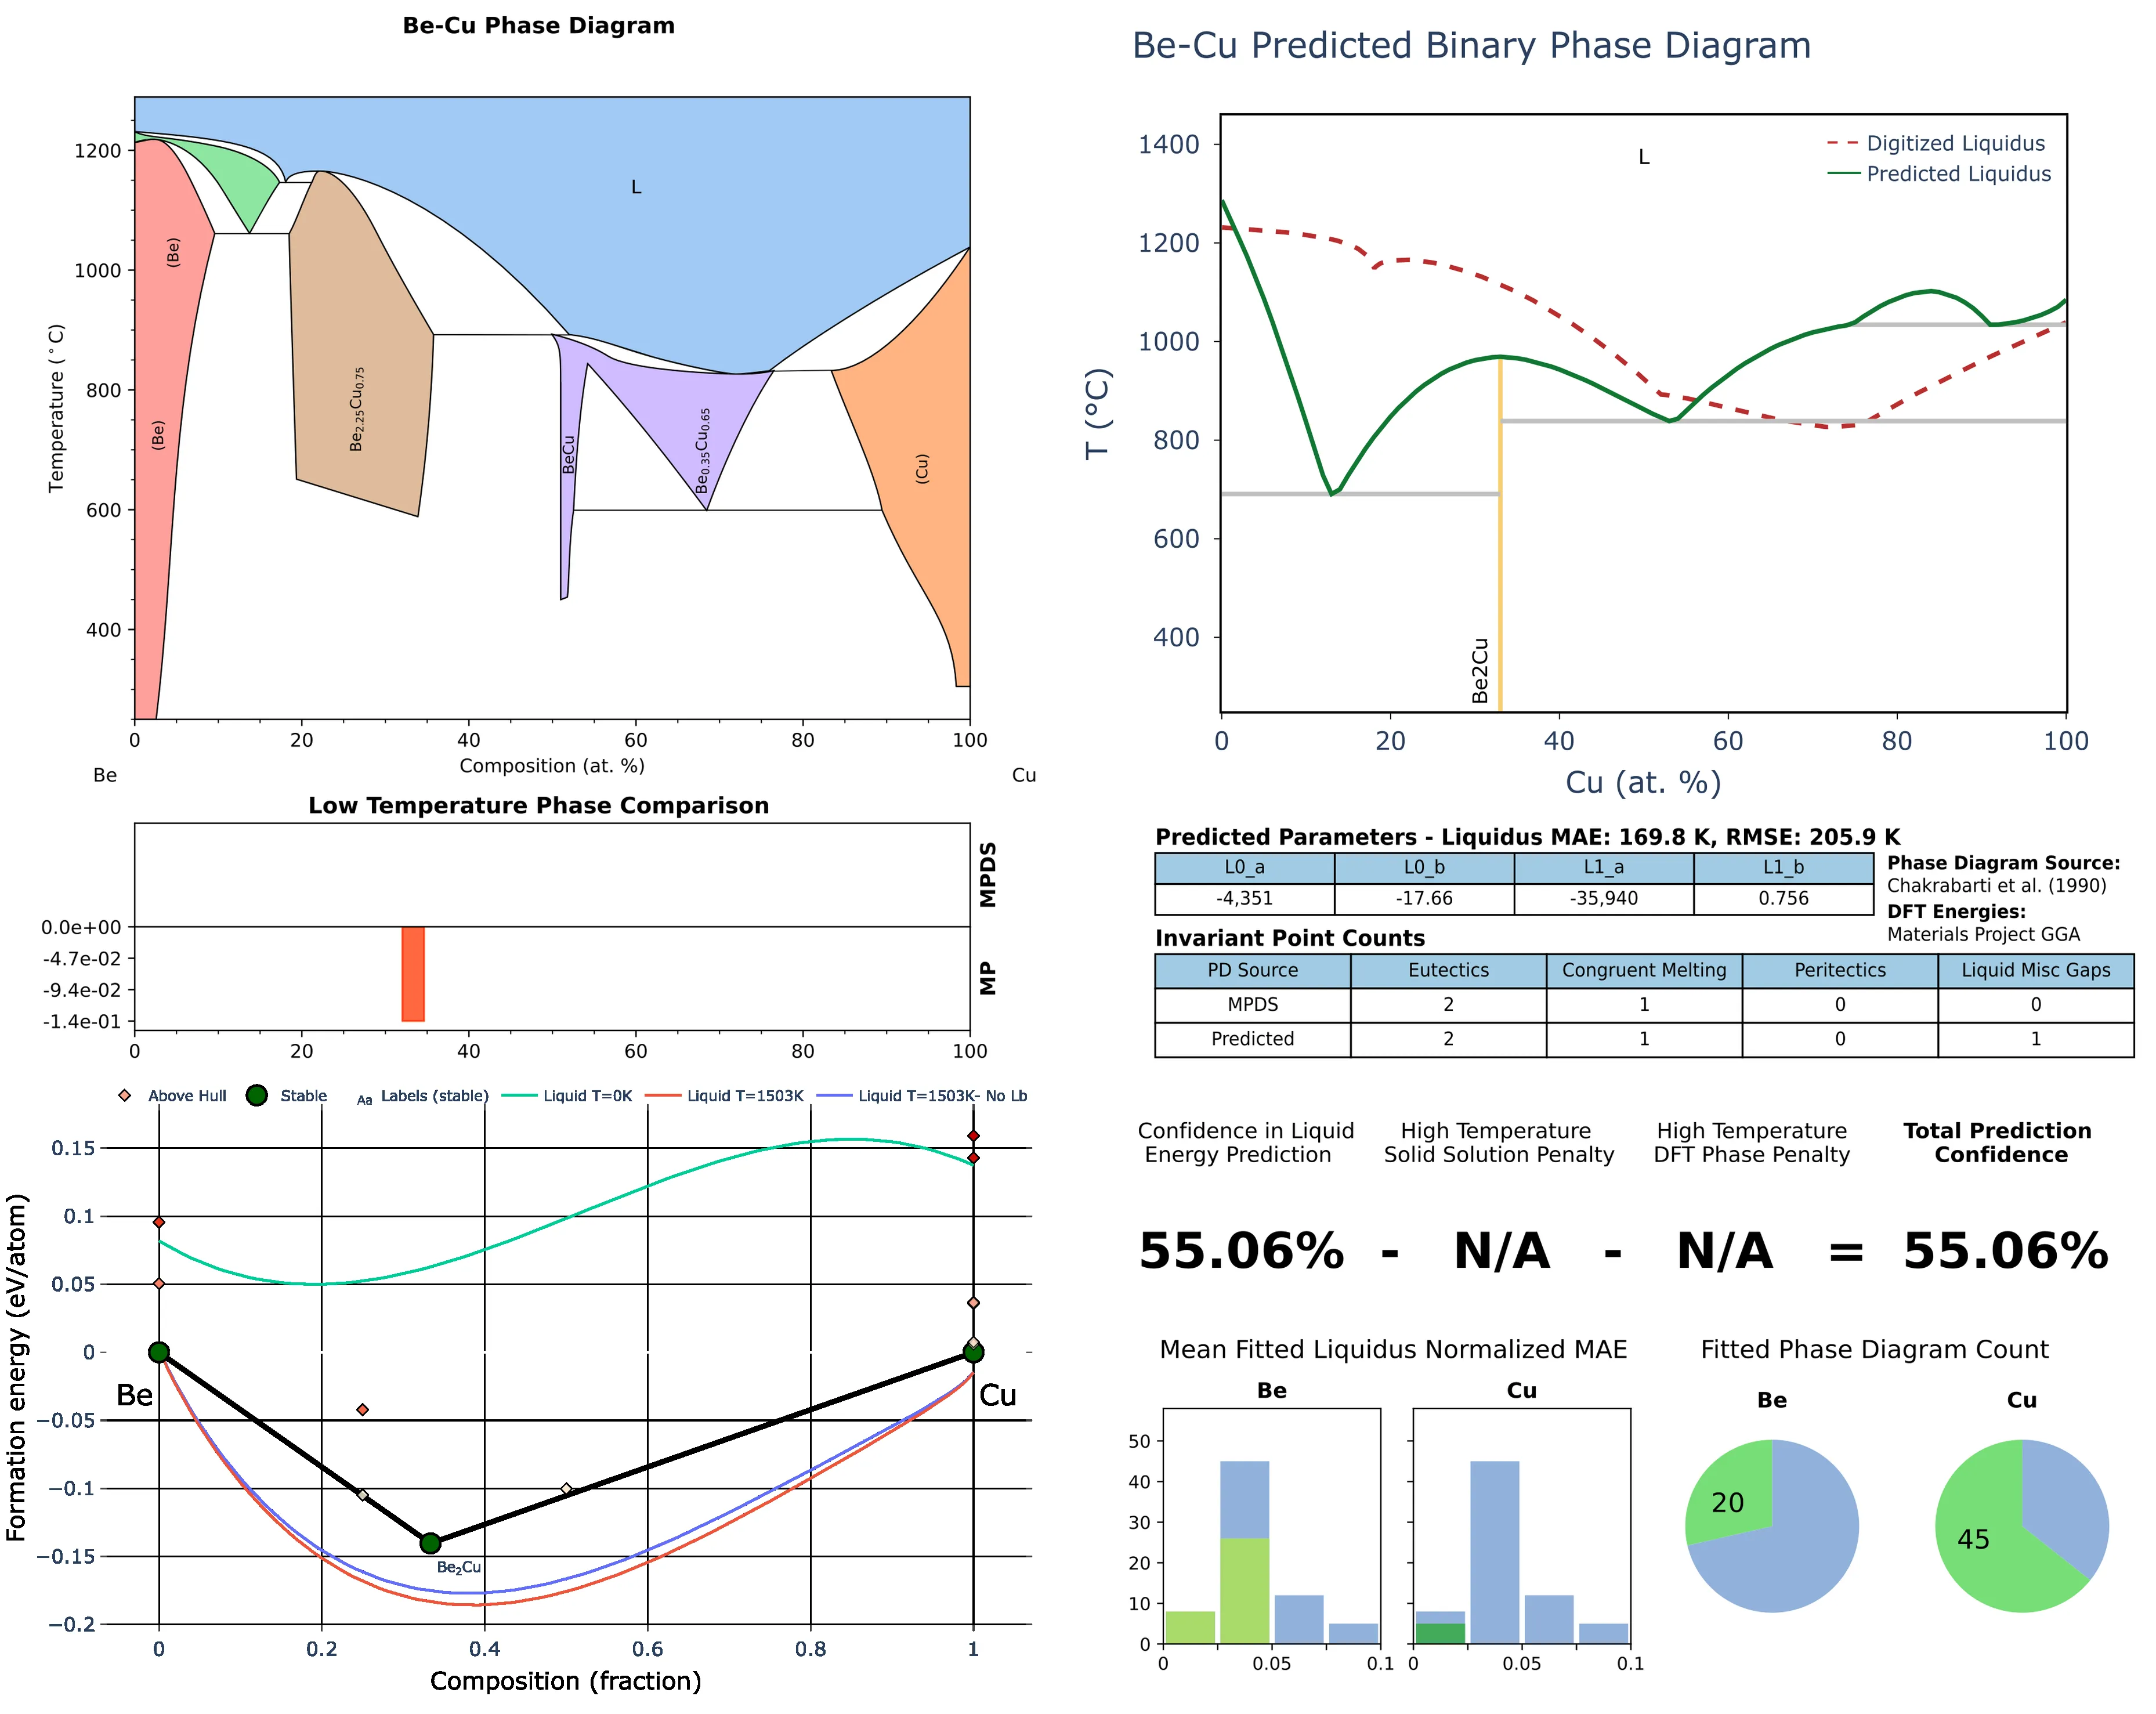 Be-Cu Phase Diagram
1200
1000
800
600
400
Temperature (°C)
L
(Be)
(Be)
Be2.25Cu0.75
BeCu
Be0.35Cu0.65
(Cu)
0 20 40 60 80 100
Composition (at. %)
Be Cu
Be-Cu Predicted Binary Phase Diagram
1400
1200
1000
800
600
400
T (°C)
L
Digitized Liquidus
Predicted Liquidus
Be2Cu
0 20 40 60 80 100
Cu (at. %)
Low Temperature Phase Comparison
MPDS
MP
0.0e+00
-4.7e-02
-9.4e-02
-1.4e-01
0 20 40 60 80 100
Predicted Parameters - Liquidus MAE: 169.8 K, RMSE: 205.9 K
L0_a L0_b L1_a L1_b
-4,351 -17.66 -35,940 0.756
Phase Diagram Source:
Chakrabarti et al. (1990)
DFT Energies:
Materials Project GGA
Invariant Point Counts
PD Source Eutectics Congruent Melting Peritectics Liquid Misc Gaps
MPDS 2 1 0 0
Predicted 2 1 0 1
Above Hull Stable Aa Labels (stable) Liquid T=0K Liquid T=1503K Liquid T=1503K- No Lb
0.15
0.1
0.05
0
−0.05
−0.1
−0.15
−0.2
Formation energy (eV/atom)
Be
Cu
Be2Cu
0 0.2 0.4 0.6 0.8 1
Composition (fraction)
Confidence in Liquid
Energy Prediction
High Temperature
Solid Solution Penalty
High Temperature
DFT Phase Penalty
Total Prediction
Confidence
55.06% - N/A - N/A = 55.06%
Mean Fitted Liquidus Normalized MAE
Be
Cu
50
40
30
20
10
0
0 0.05 0.1
0 0.05 0.1
Fitted Phase Diagram Count
Be
Cu
20
45